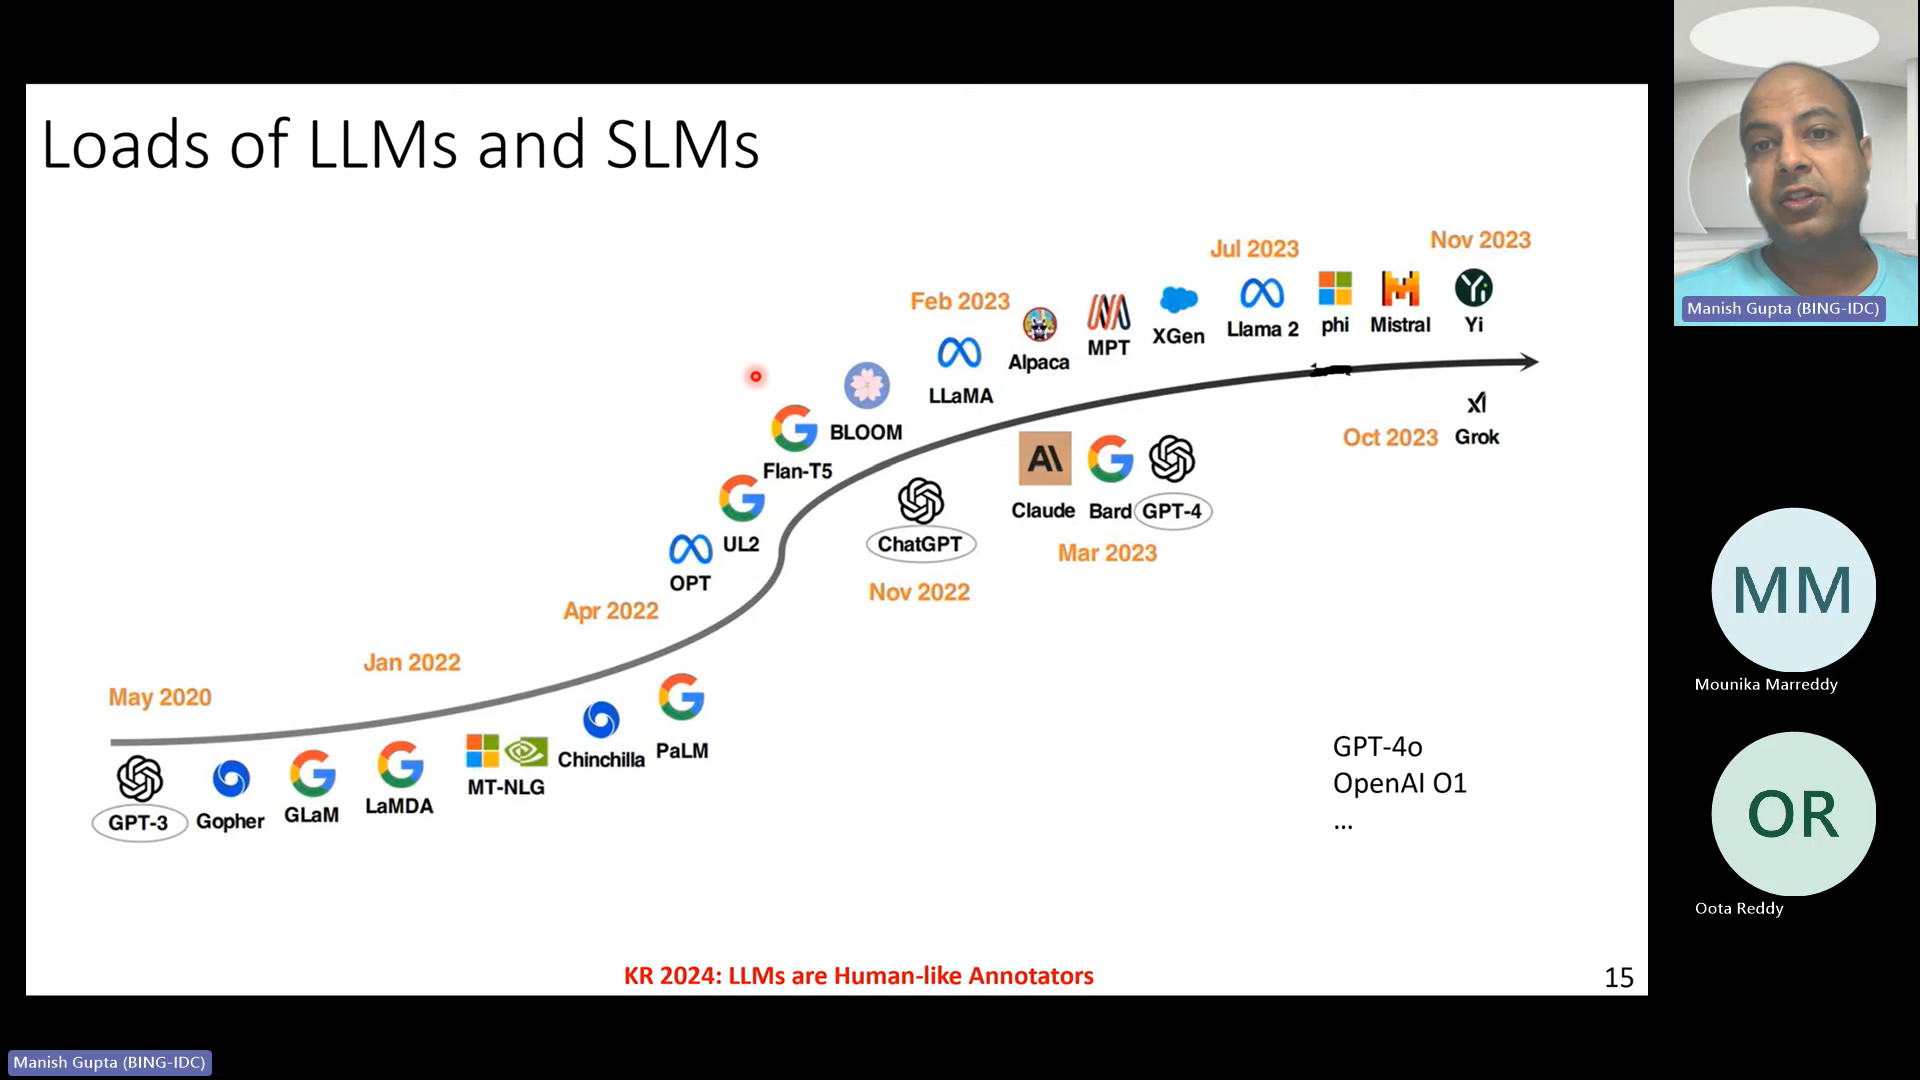 Loads of LLMs and SLMs
Nov 2023
Jul 2023
Feb 2023
Alpaca
MPT
XGen
Llama 2
phi
Mistral
Yi
LLaMA
BLOOM
Flan-T5
UL2
OPT
Oct 2023
Grok
ChatGPT
Claude
Bard
GPT-4
Mar 2023
Nov 2022
Apr 2022
Jan 2022
May 2020
GPT-3
Gopher
GLaM
LaMDA
MT-NLG
Chinchilla
PaLM
GPT-4o
OpenAI O1
...
KR 2024: LLMs are Human-like Annotators
15
Manish Gupta (BING-IDC)
MM
Mounika Marreddy
OR
Oota Reddy
Manish Gupta (BING-IDC)